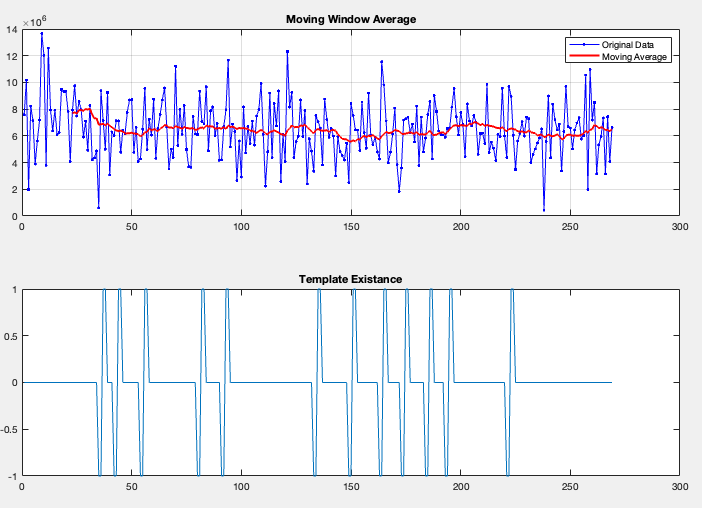 Moving Window Average
×10⁶
14
12
10
8
6
4
2
0
0 50 100 150 200 250 300
Original Data
Moving Average
Template Existance
1
0.5
0
-0.5
-1
0 50 100 150 200 250 300